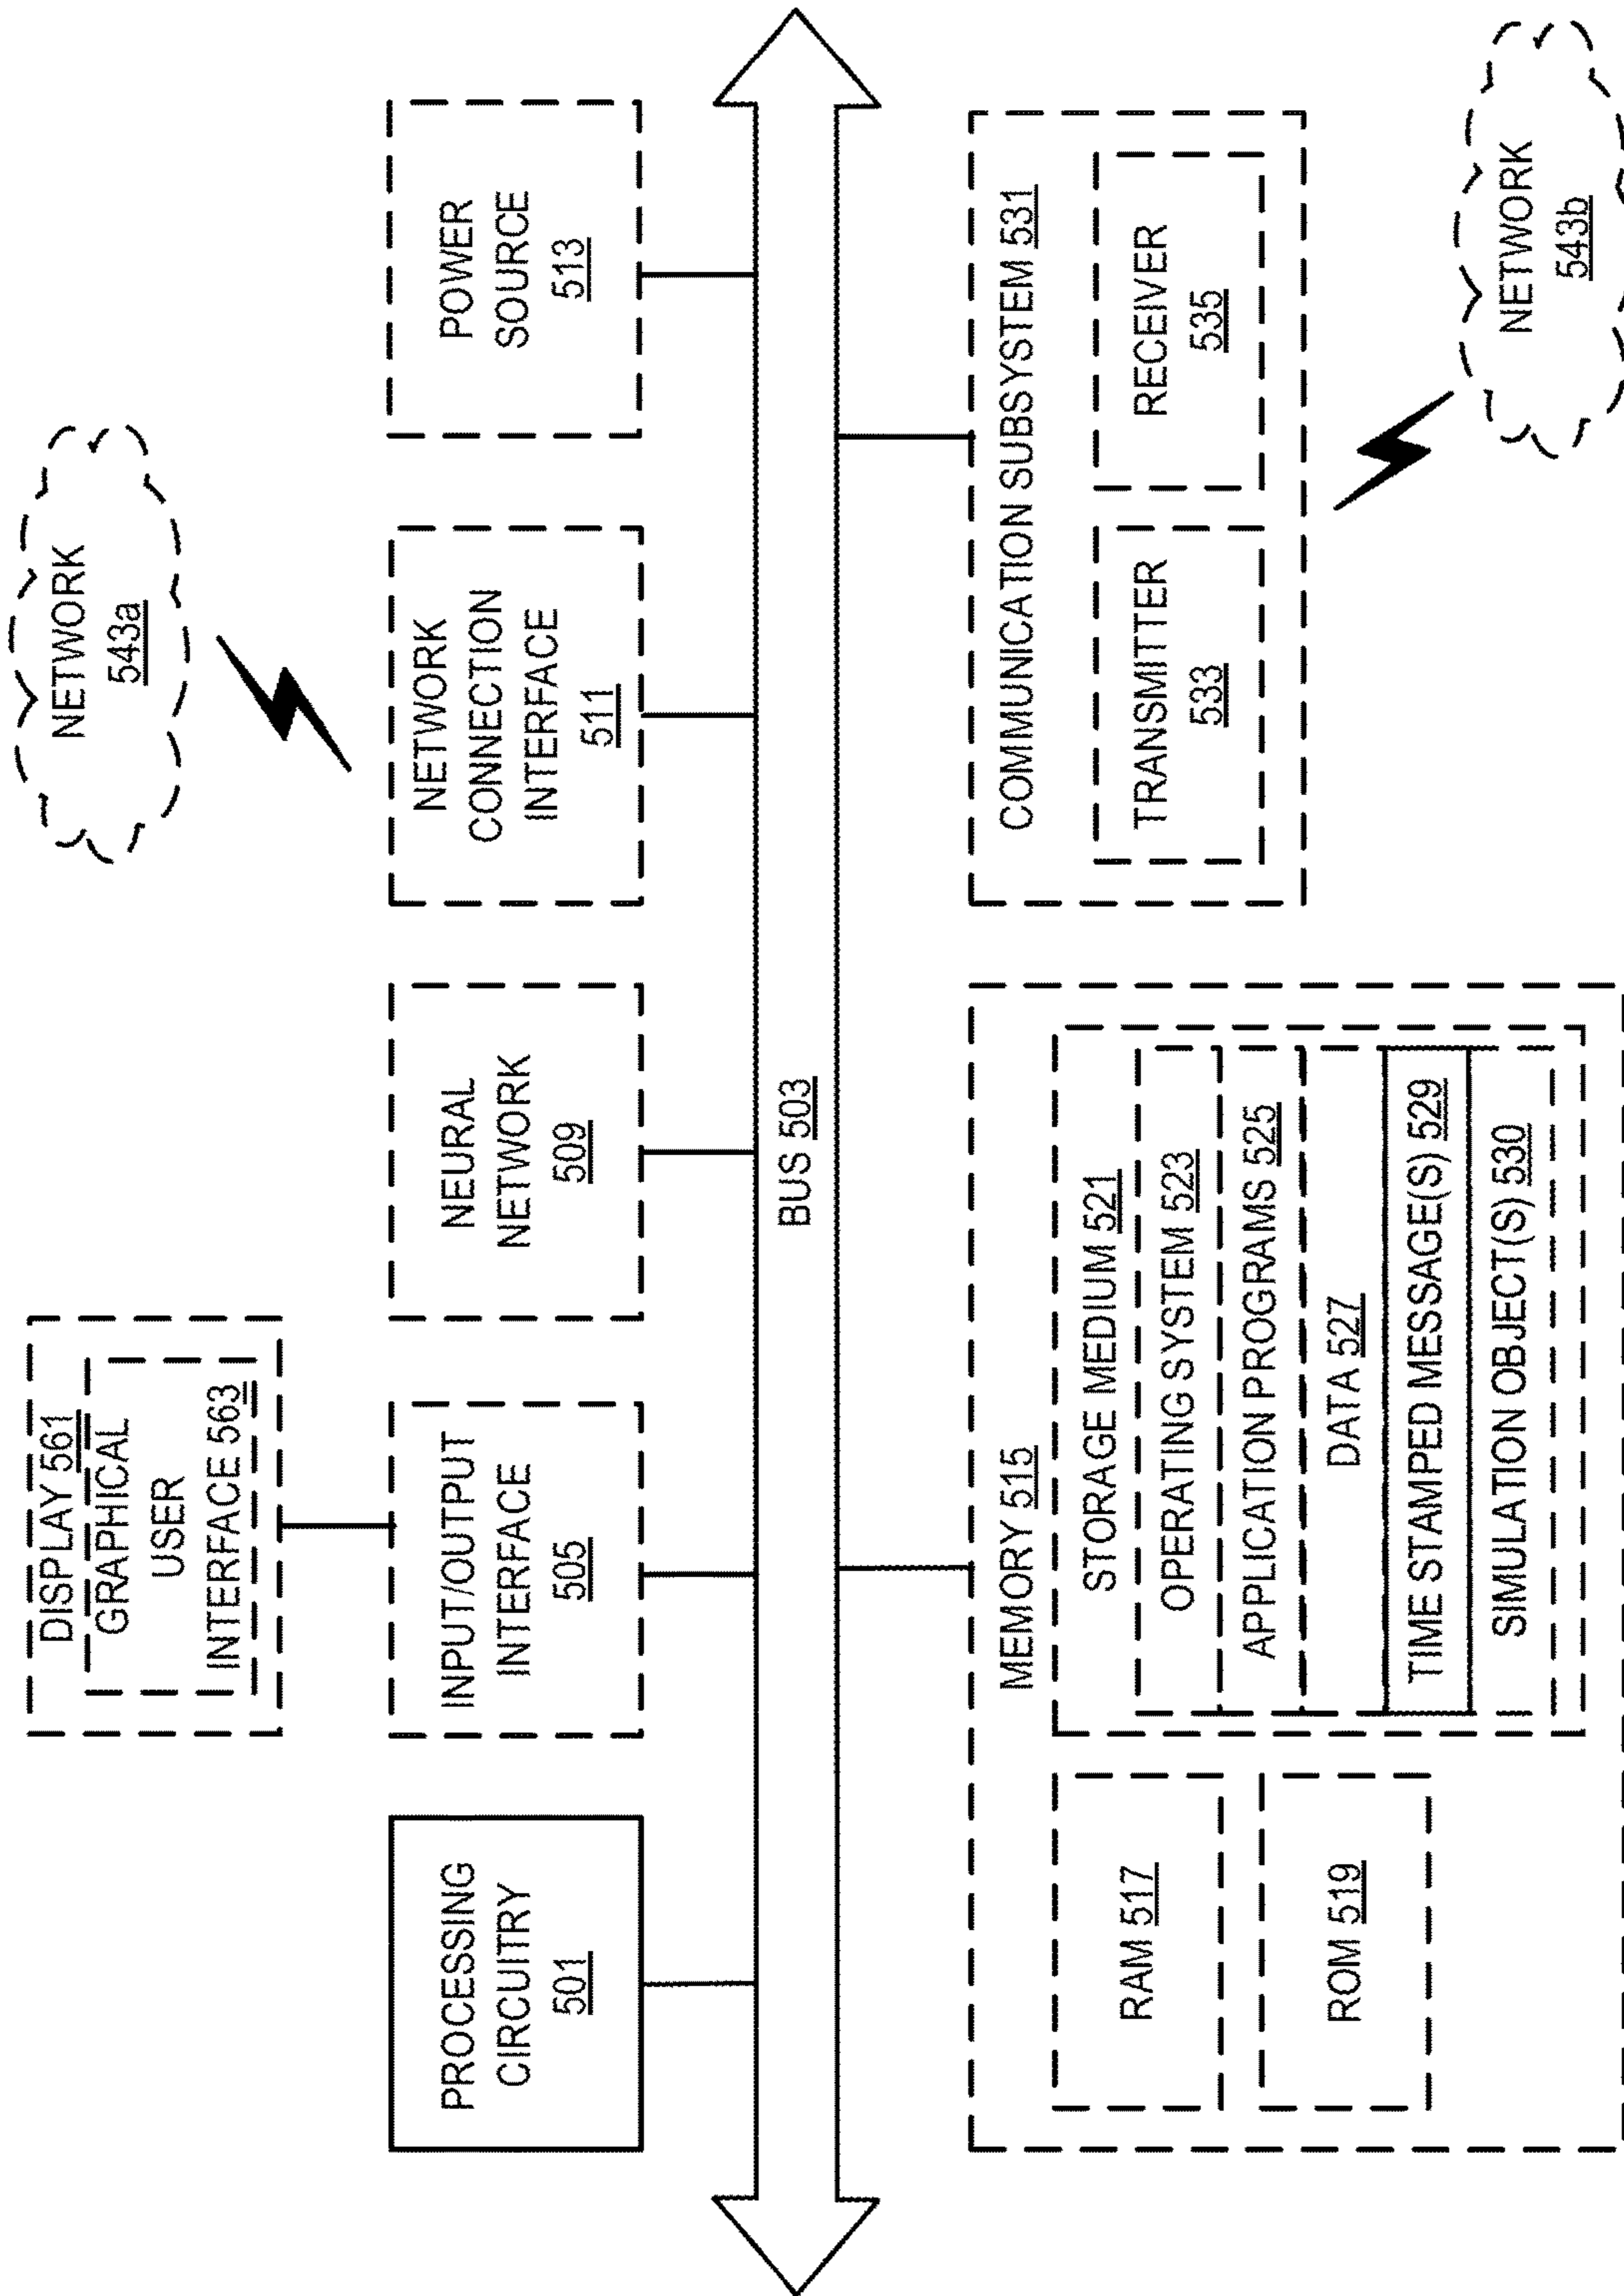 DISPLAY 561
GRAPHICAL
USER
INTERFACE 563
NETWORK
543a
PROCESSING
CIRCUITRY
501
INPUT/OUTPUT
INTERFACE
505
NEURAL
NETWORK
509
NETWORK
CONNECTION
INTERFACE
511
POWER
SOURCE
513
BUS 503
MEMORY 515
RAM 517
ROM 519
STORAGE MEDIUM 521
OPERATING SYSTEM 523
APPLICATION PROGRAMS 525
DATA 527
TIME STAMPED MESSAGE(S) 529
SIMULATION OBJECT(S) 530
COMMUNICATION SUBSYSTEM 531
TRANSMITTER
533
RECEIVER
535
NETWORK
543b